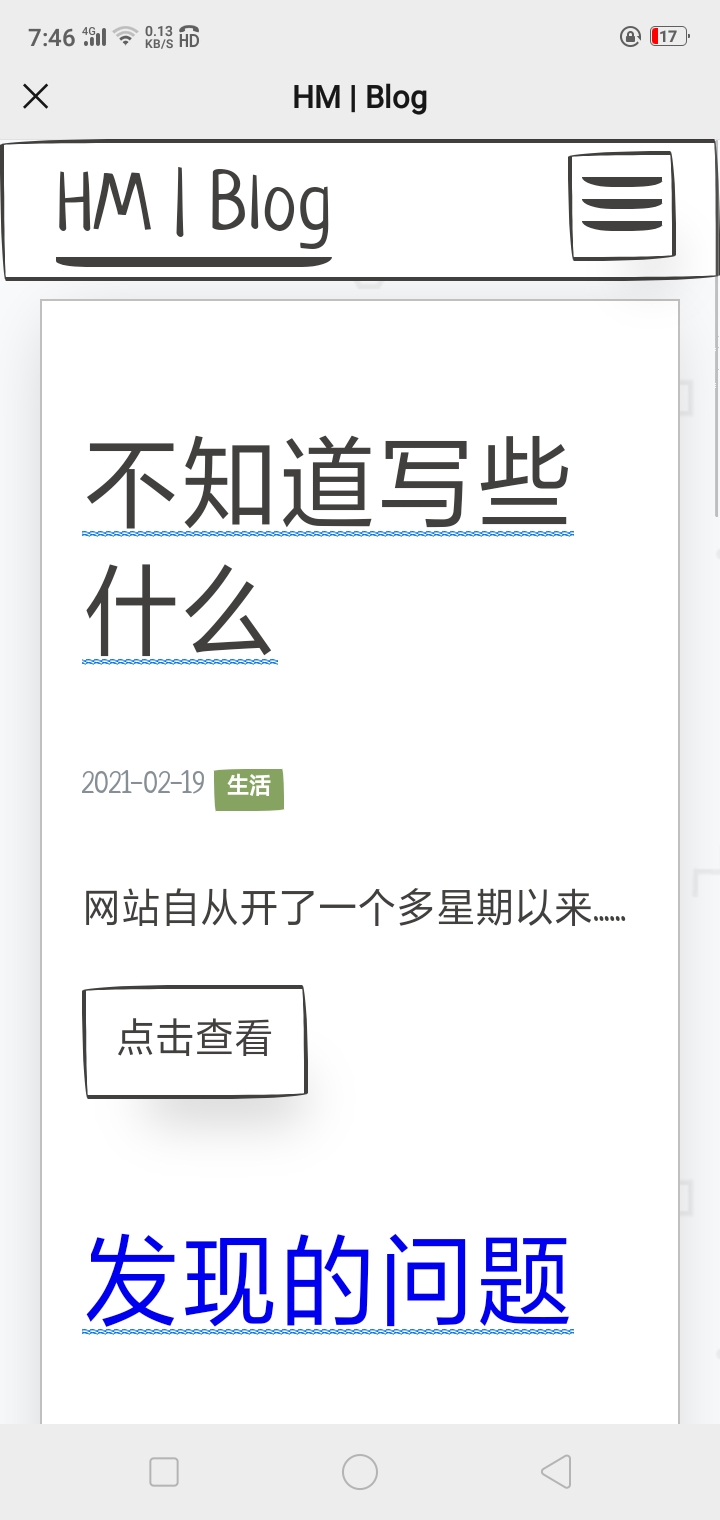 7:46 4G 0.13 KB/S HD 17
HM | Blog
HM | Blog
不知道写些
什么
2021-02-19 生活
网站自从开了一个多星期以来……
点击查看
发现的问题